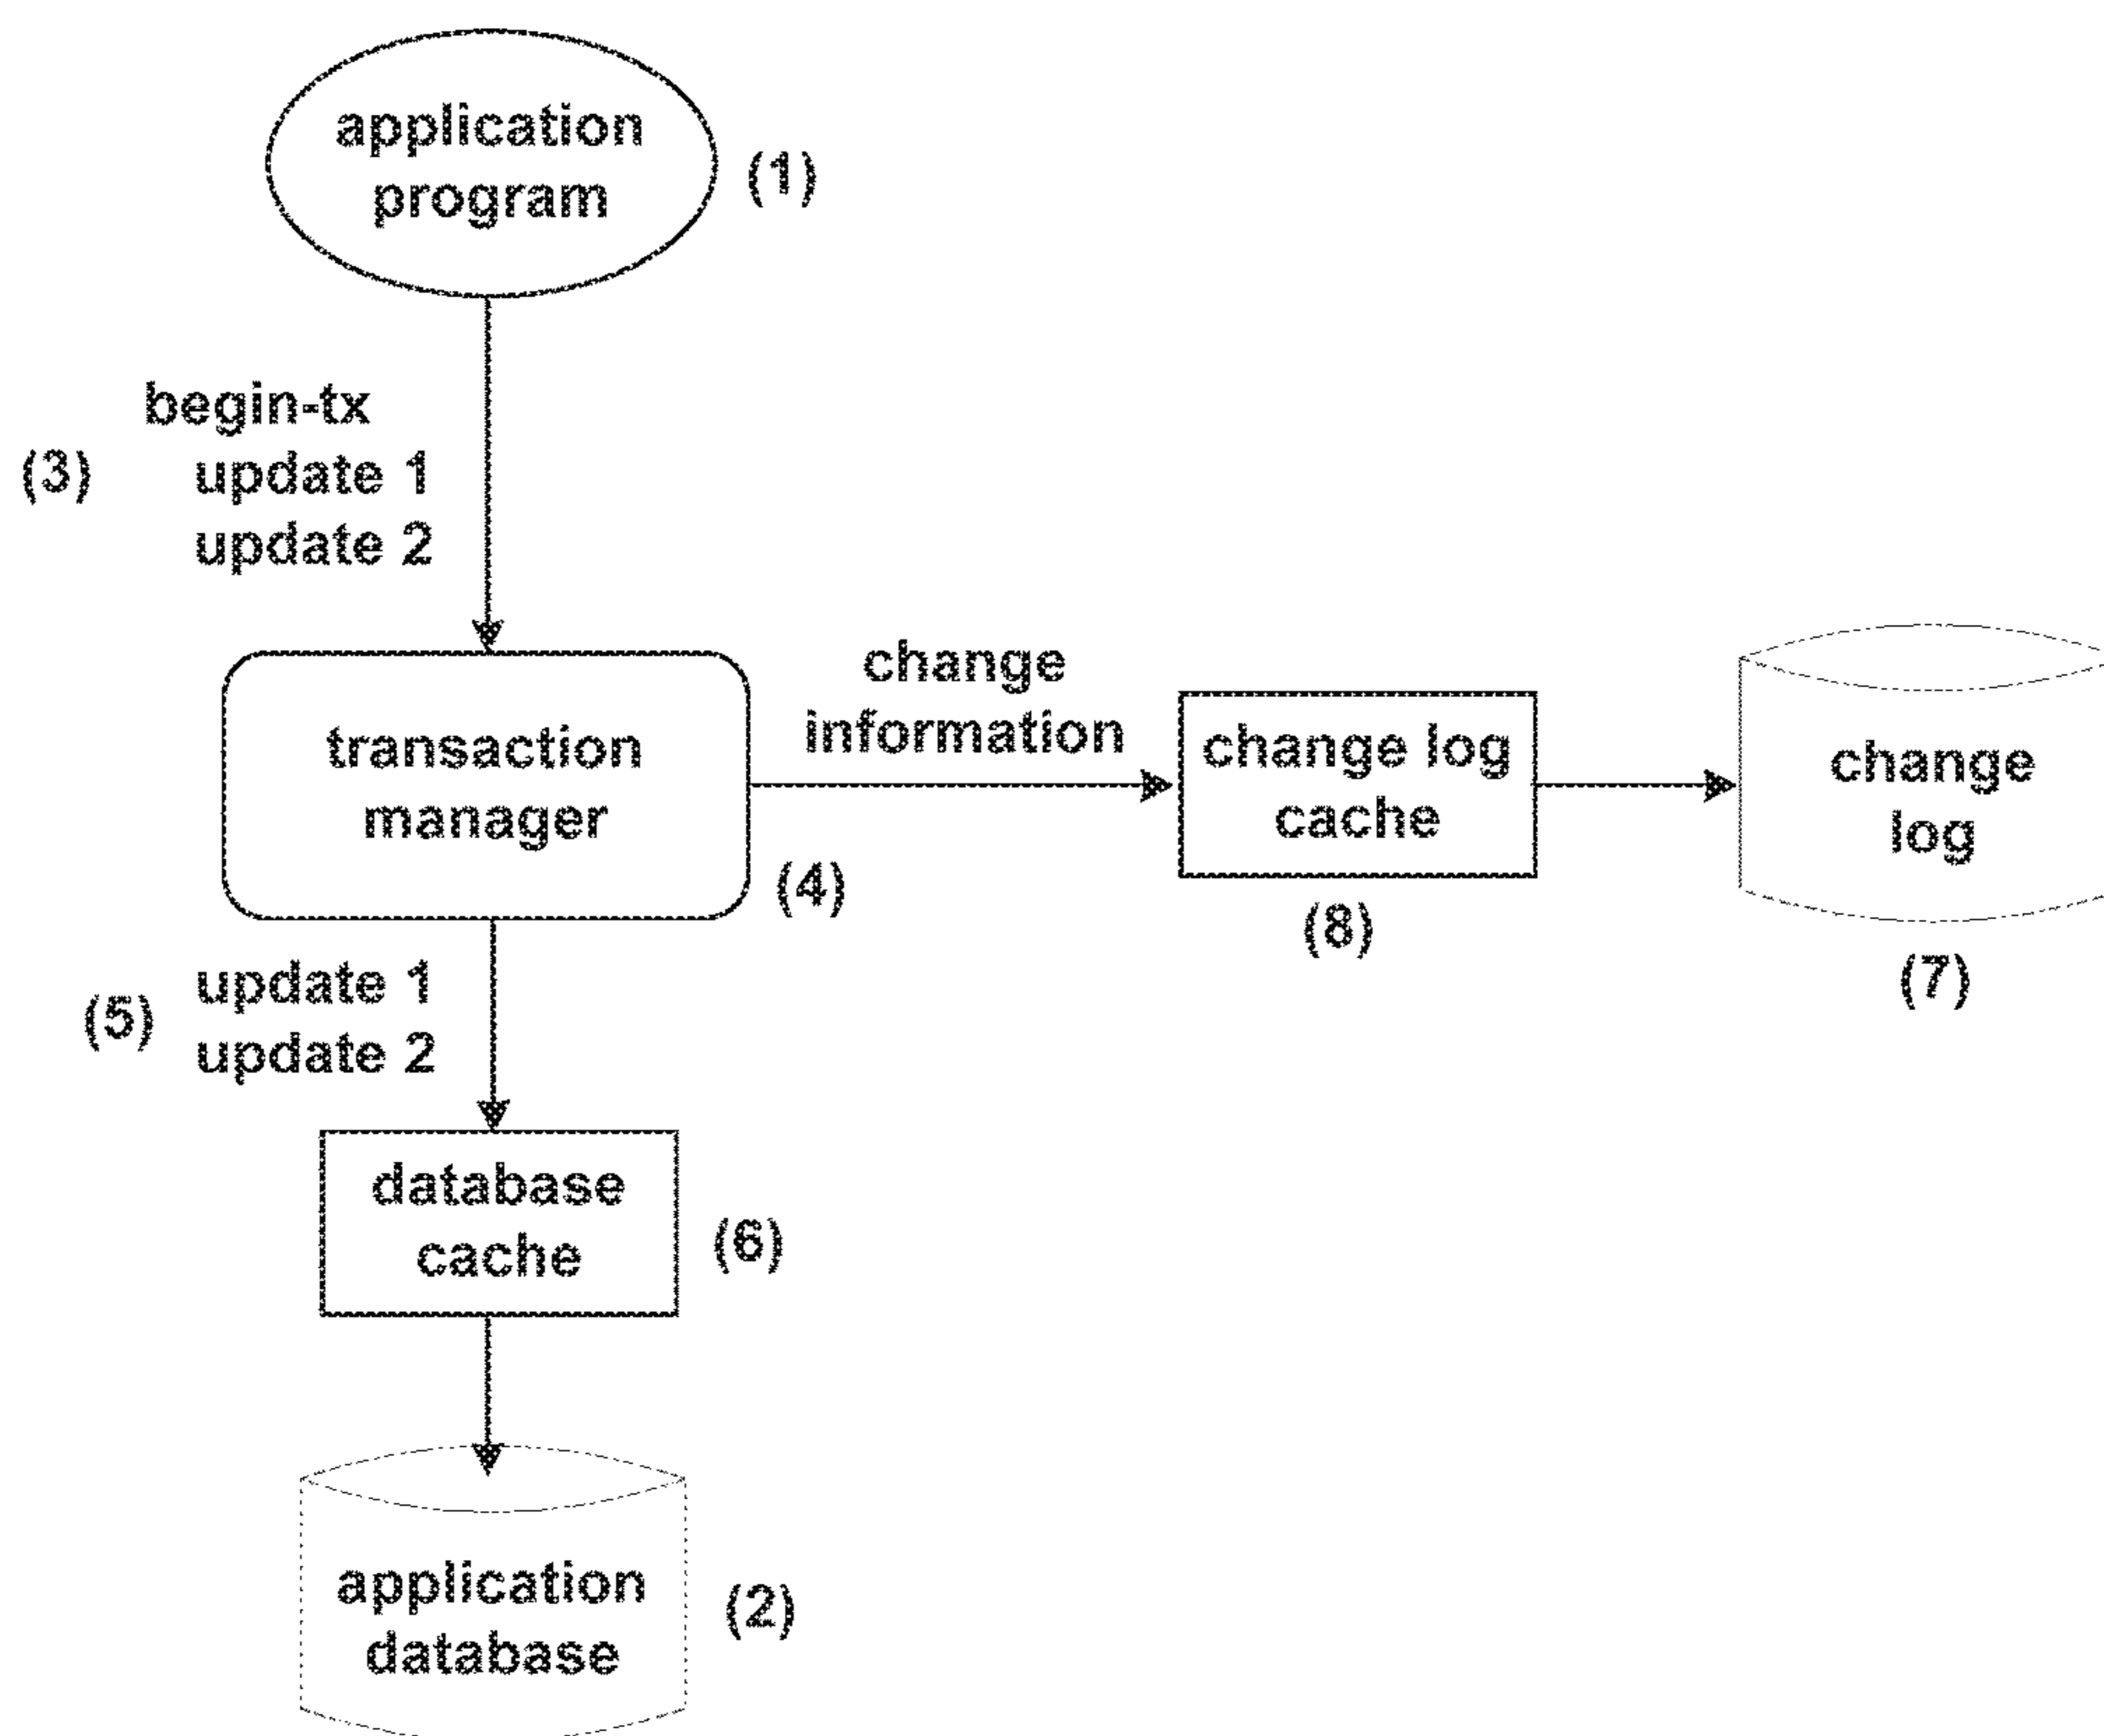 application
program
(1)
begin-tx
(3)
update 1
update 2
transaction
manager
(4)
change
information
change log
cache
(8)
change
log
(7)
(5)
update 1
update 2
database
cache
(6)
application
database
(2)